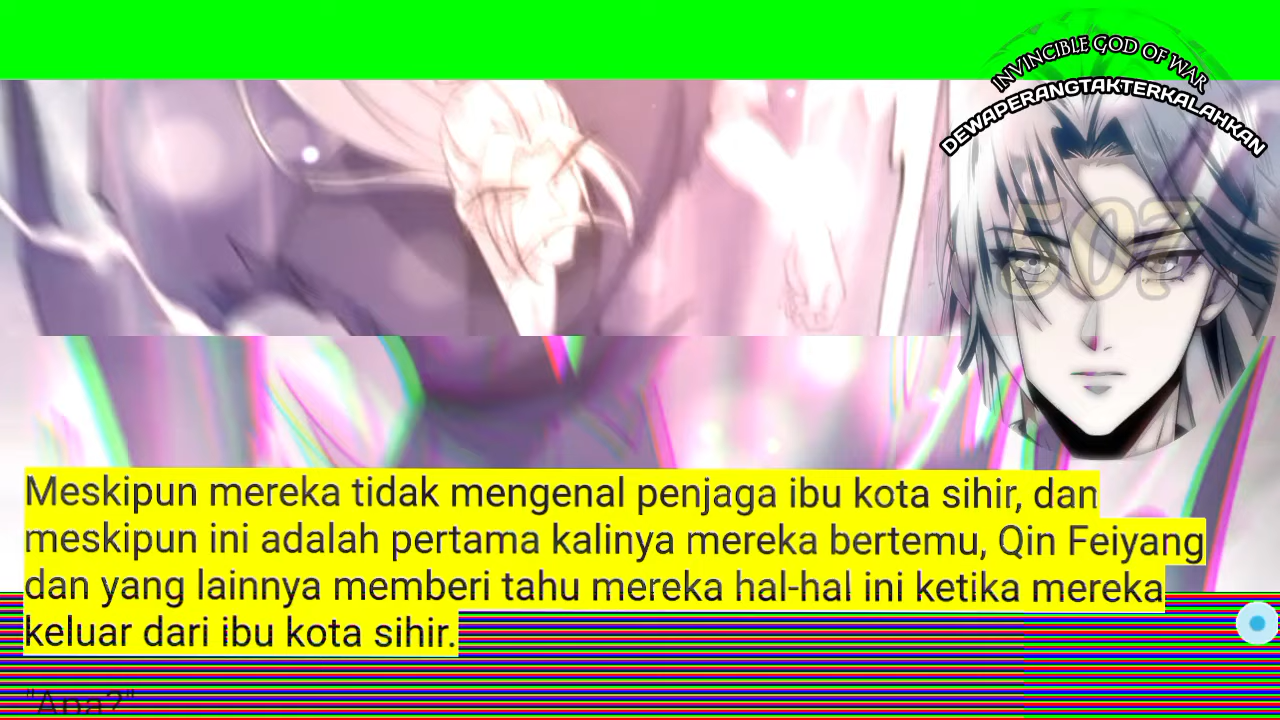 INVINCIBLE GOD OF WAR
DEWAPERANGTAKTERKALAHKAN
507
Meskipun mereka tidak mengenal penjaga ibu kota sihir, dan
meskipun ini adalah pertama kalinya mereka bertemu, Qin Feiyang
dan yang lainnya memberi tahu mereka hal-hal ini ketika mereka
keluar dari ibu kota sihir.
"Apa?"